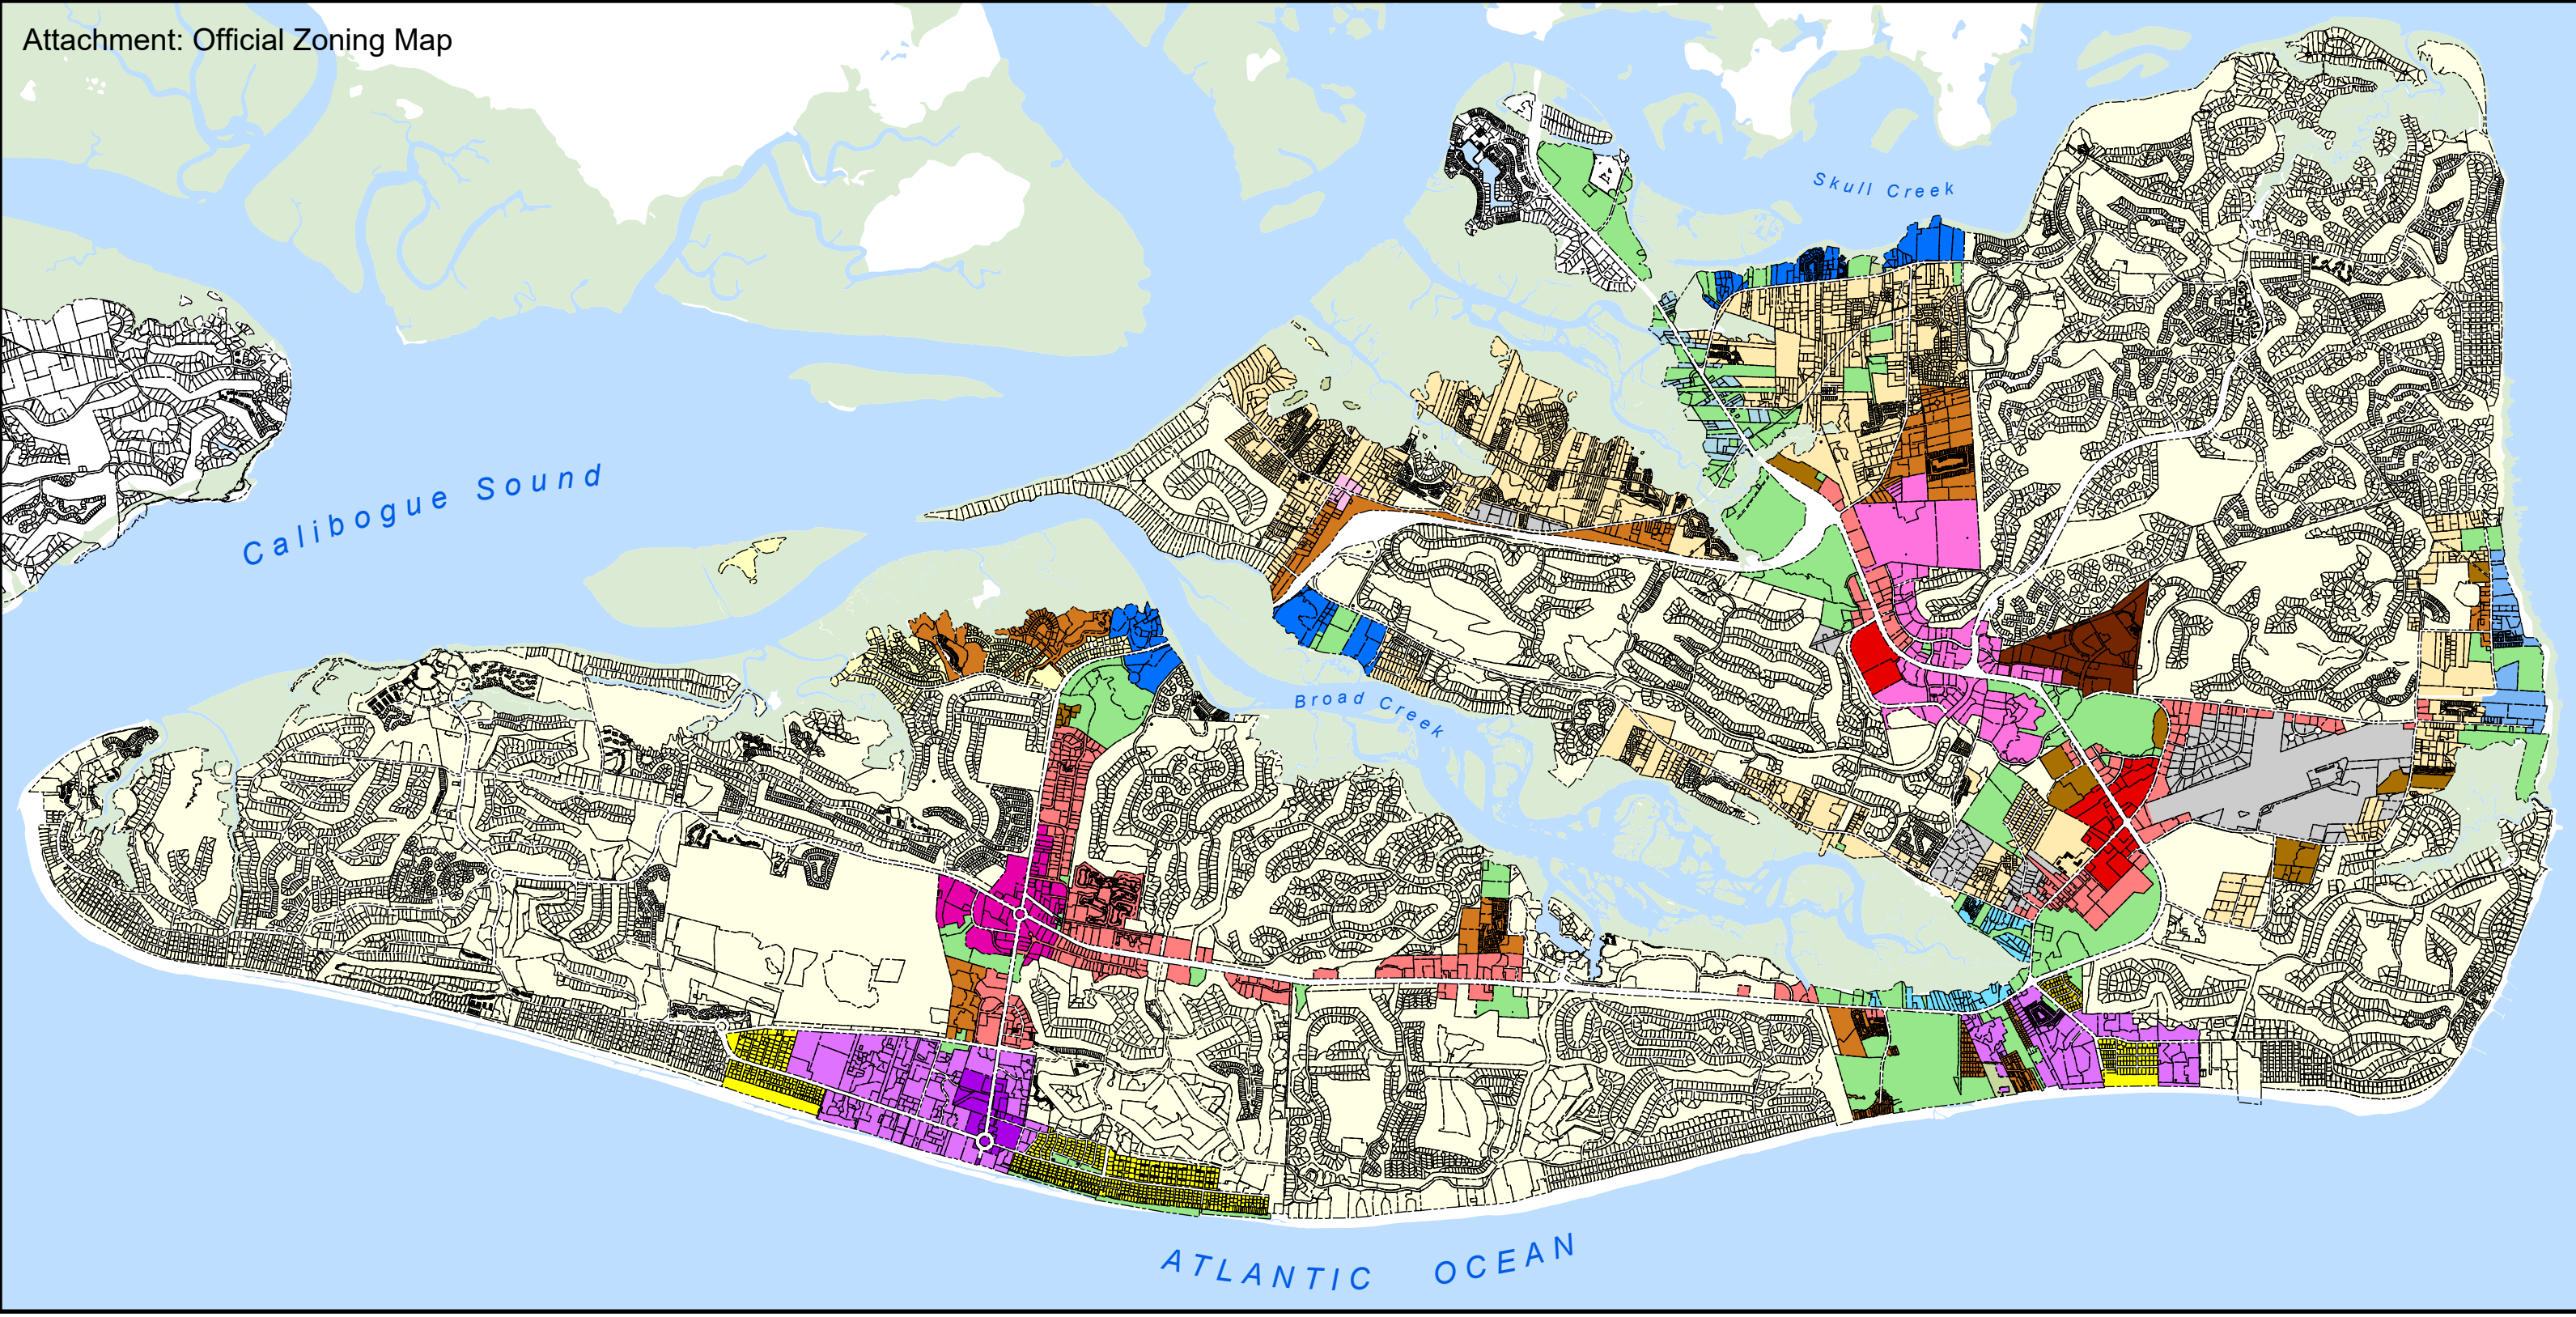 Attachment: Official Zoning Map
Skull Creek
Calibogue Sound
Broad Creek
ATLANTIC OCEAN